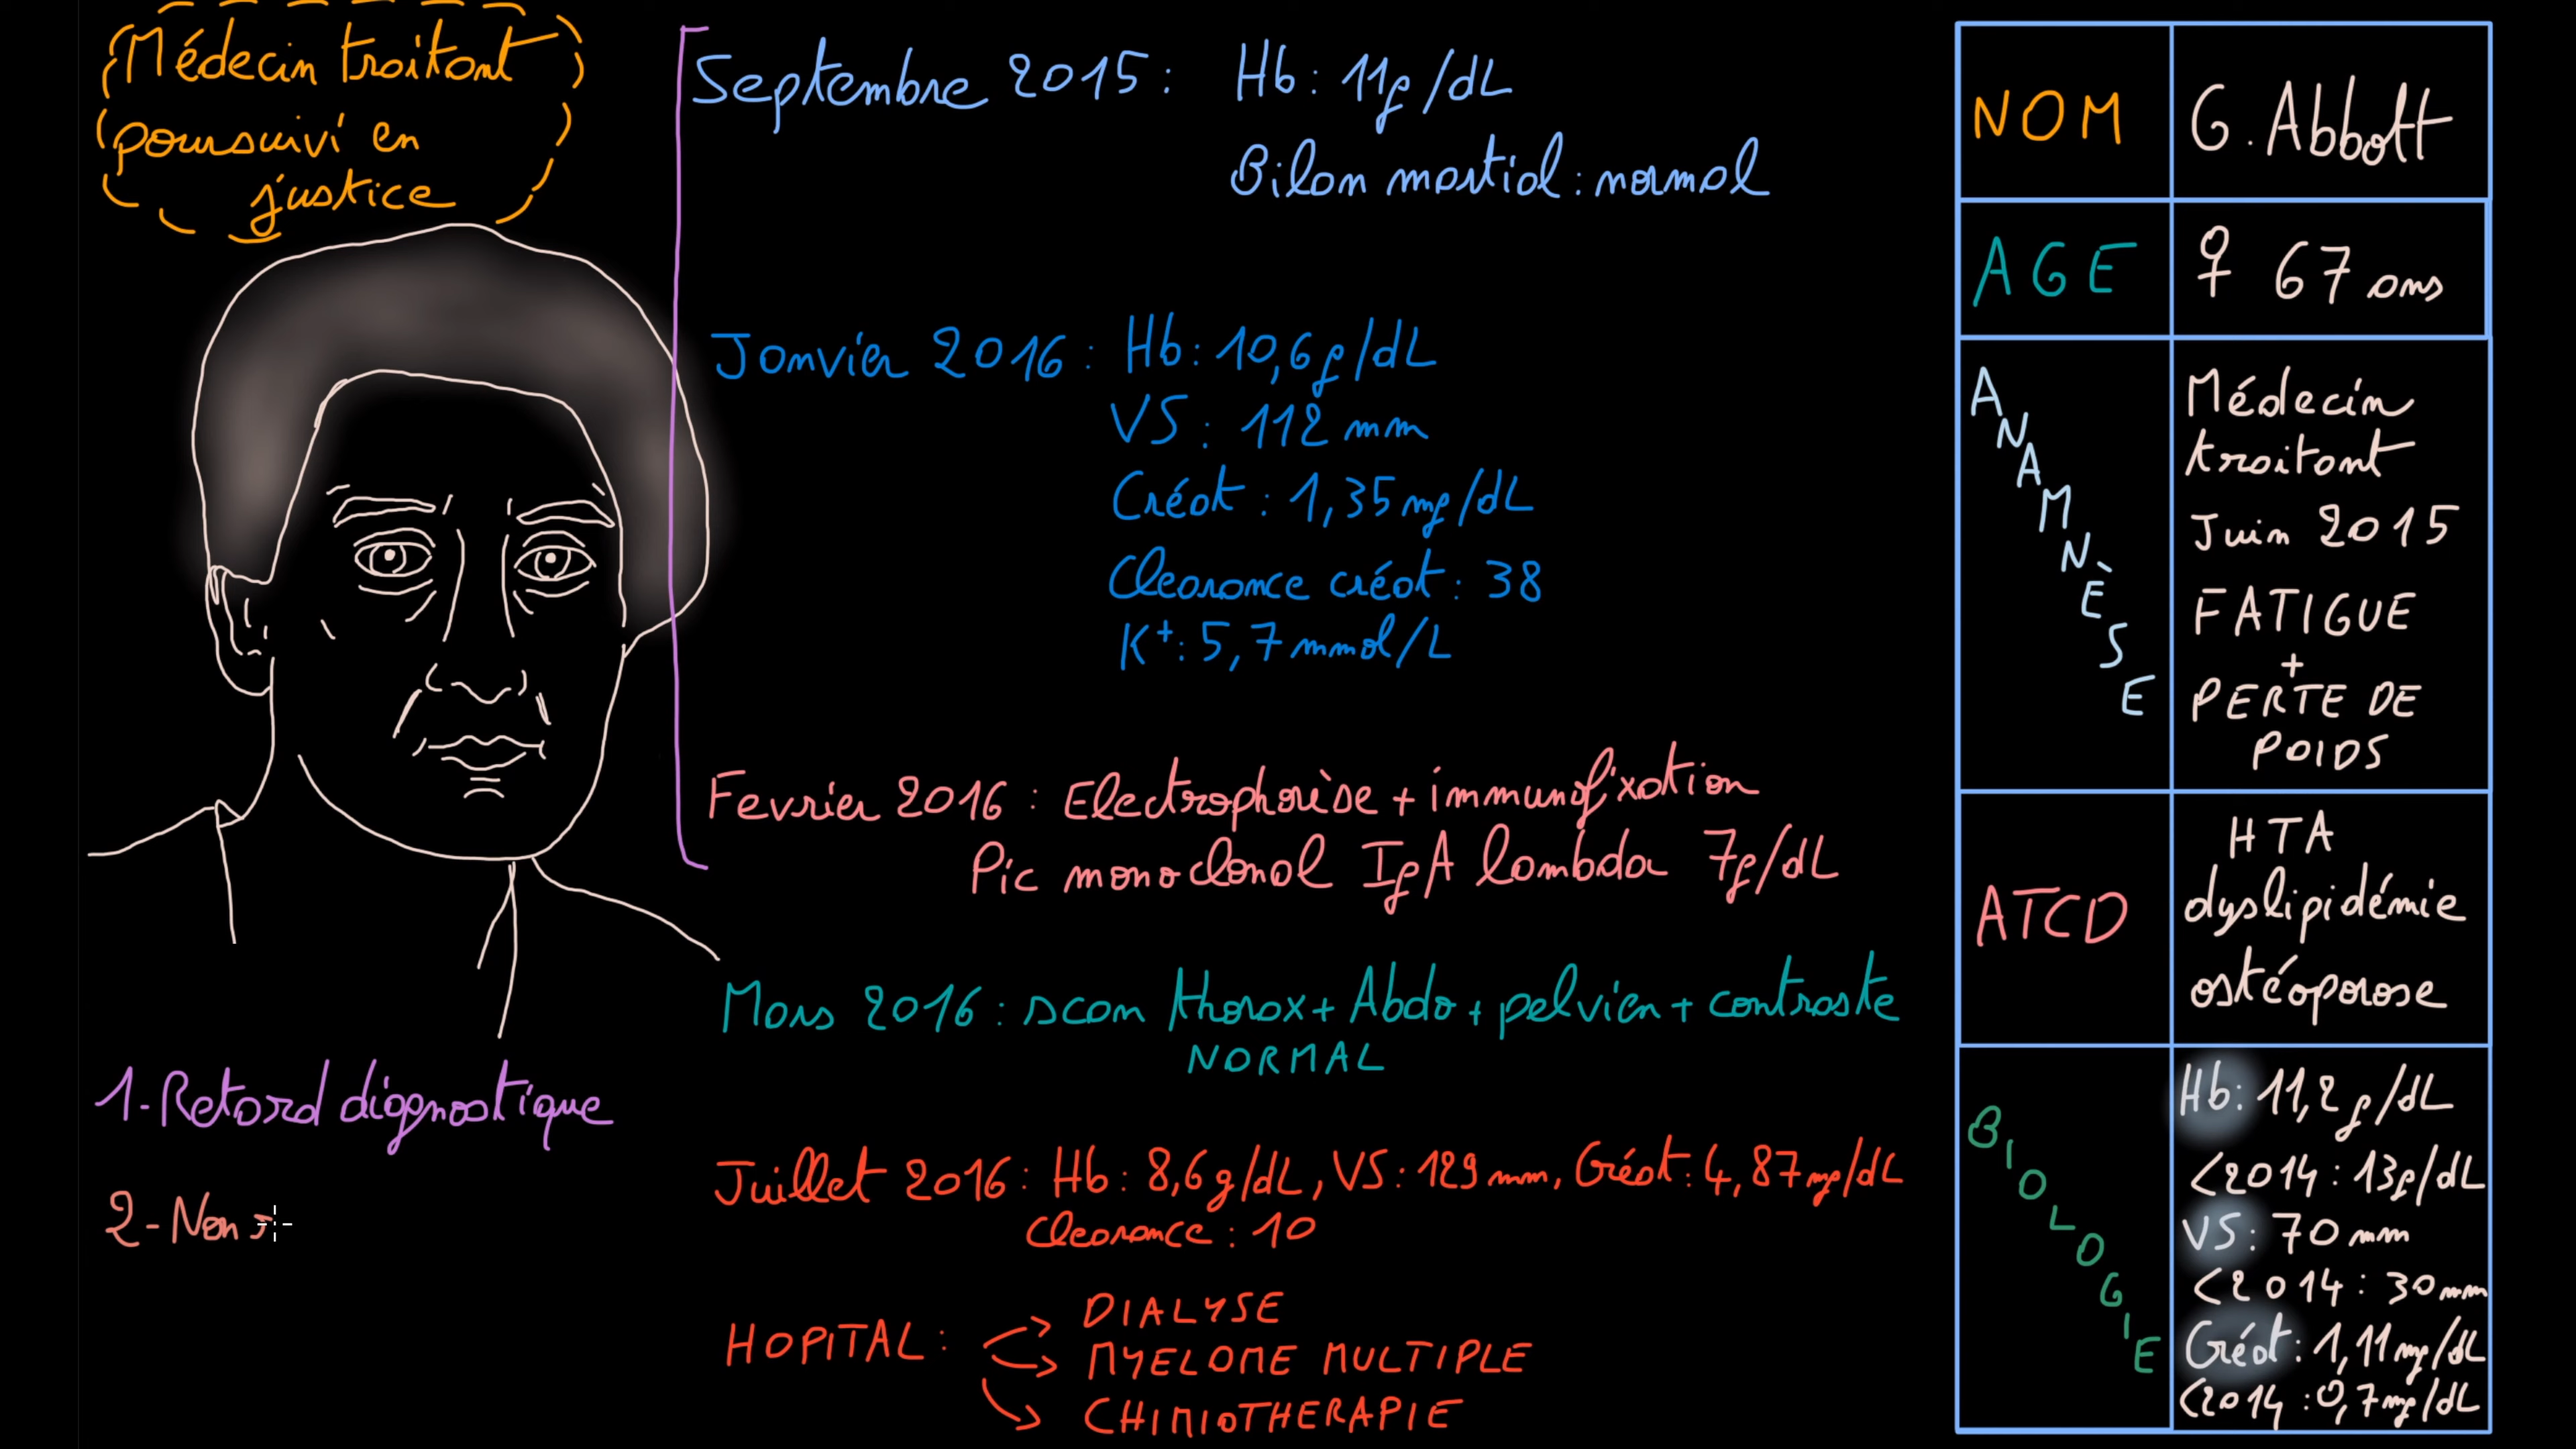 Médecin traitant
poursuivi en
justice
Septembre 2015 : Hb : 11g/dL
Bilan martial : normal
Janvier 2016 : Hb : 10,6g/dL
VS : 112 mm
Créat : 1,35mg/dL
Clearance créat : 38
K+ : 5,7 mmol/L
Fevrier 2016 : Electrophorèse + immunofixation
Pic monoclonal IgA lambda 7g/dL
Mars 2016 : scan thorax + Abdo + pelvien + contraste
NORMAL
Juillet 2016 : Hb : 8,6g/dL, VS : 129 mm, Créat : 4,87mg/dL
Clearance : 10
HOPITAL :
DIALYSE
MYELOME MULTIPLE
CHIMIOTHERAPIE
1-Retard diagnostique
2-Non s
NOM
G. Abbott
AGE
♀ 67 ans
ANAMNÈSE
Médecin
traitant
Juin 2015
FATIGUE
+
PERTE DE
POIDS
ATCD
HTA
dyslipidémie
ostéoporose
BIOLOGIE
Hb : 11,2g/dL
<2014 : 13g/dL
VS : 70 mm
<2014 : 30mm
Créat : 1,11mg/dL
<2014 : 0,7mg/dL